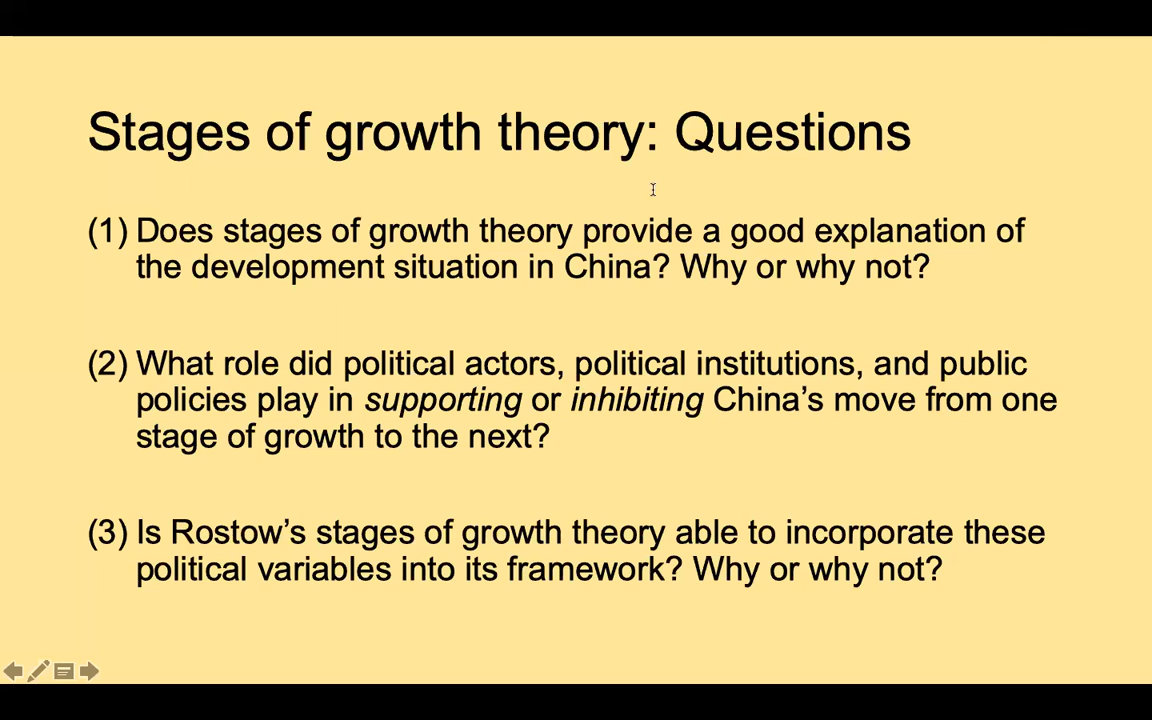 Stages of growth theory: Questions
(1) Does stages of growth theory provide a good explanation of
the development situation in China? Why or why not?
(2) What role did political actors, political institutions, and public
policies play in supporting or inhibiting China’s move from one
stage of growth to the next?
(3) Is Rostow’s stages of growth theory able to incorporate these
political variables into its framework? Why or why not?